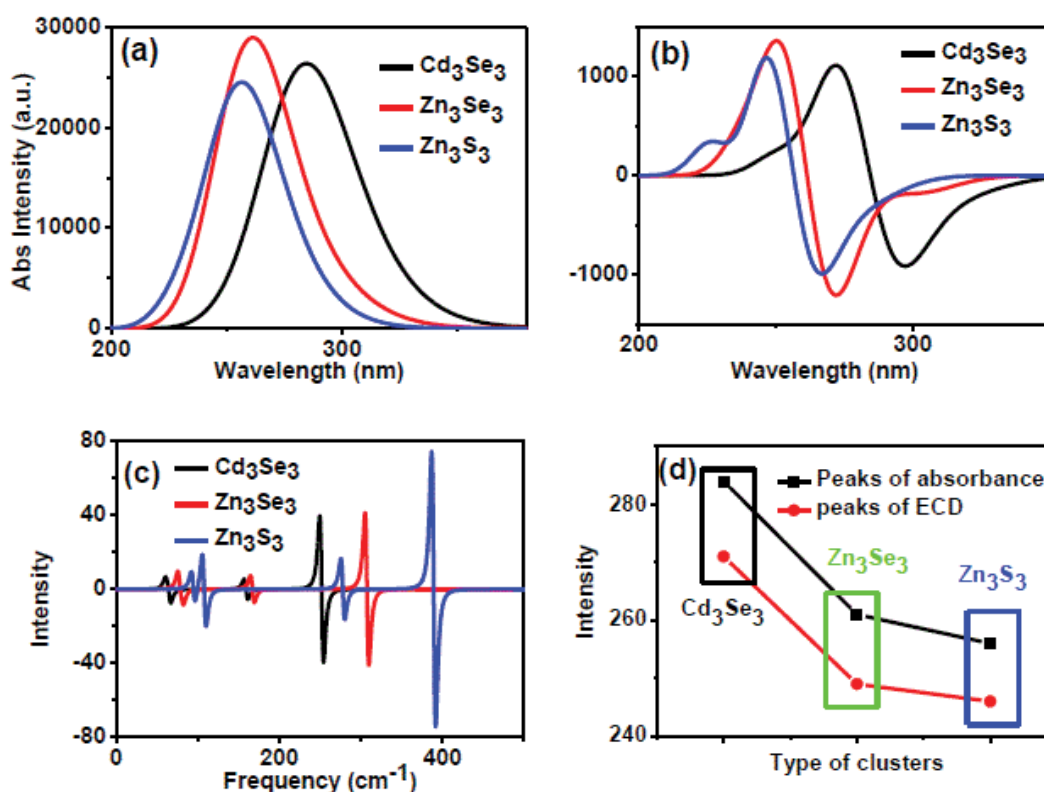 (a)
Cd₃Se₃
Zn₃Se₃
Zn₃S₃
Abs Intensity (a.u.)
30000
20000
10000
0
200
300
Wavelength (nm)
(b)
Cd₃Se₃
Zn₃Se₃
Zn₃S₃
1000
0
-1000
200
300
Wavelength (nm)
(c)
Cd₃Se₃
Zn₃Se₃
Zn₃S₃
Intensity
80
40
0
-40
-80
0
200
400
Frequency (cm⁻¹)
(d)
Peaks of absorbance
peaks of ECD
Zn₃Se₃
Zn₃S₃
Cd₃Se₃
Intensity
280
260
240
Type of clusters